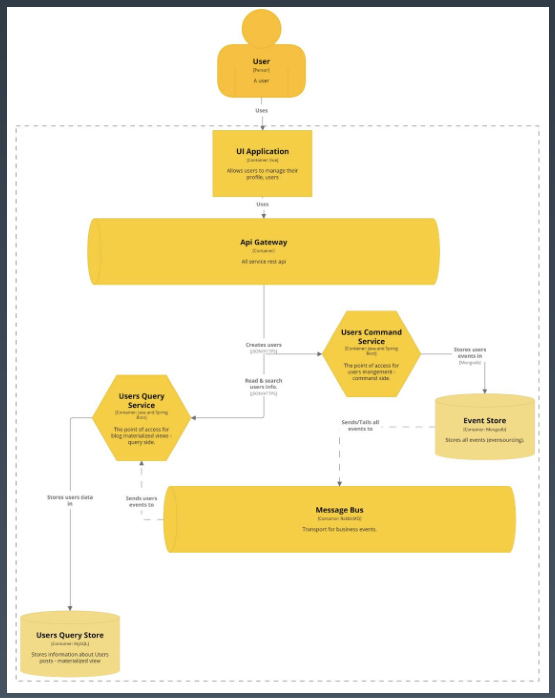 User
[Person]
A user
Uses
UI Application
[Container: Vue]
Allows users to manage their
profile, users
Uses
Api Gateway
[Container]
All service rest api
Creates users
[JSON/HTTPS]
Users Command
Service
[Container: Java and Spring
Boot]
The point of access for
users mangement -
command side.
Stores users
events in
[Mongodb]
Read & search
users info.
[JSON/HTTPS]
Users Query
Service
[Container: Java and Spring
Boot]
The point of access for
blog materialized views -
query side.
Event Store
[Container: Mongodb]
Stores all events (evensourcing).
Sends/Tails all
events to
Stores users data
in
Sends users
events to
Message Bus
[Container: RabbitMQ]
Transport for business events.
Users Query Store
[Container: MySQL]
Stores information about Users
posts - materialized view